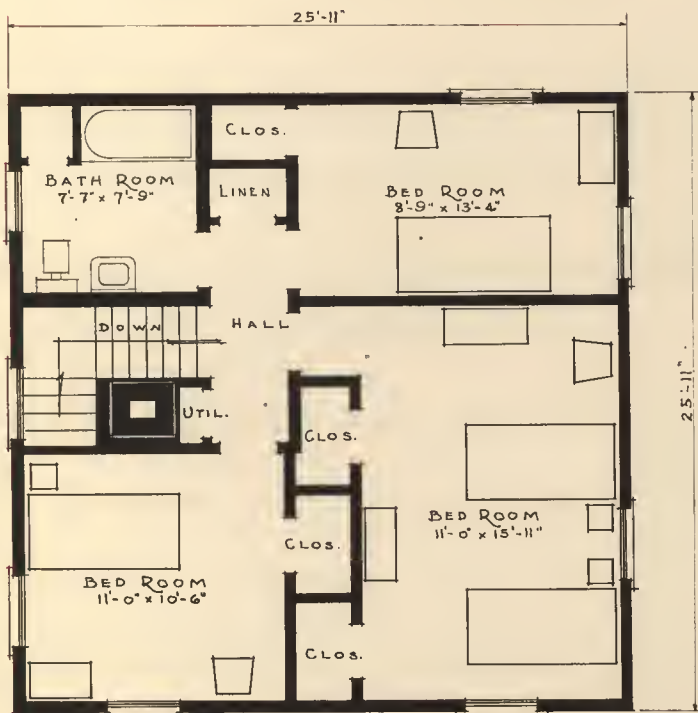 25'-11"
CLOS.
BATH ROOM
7'-7" x 7'-9"
LINEN
BED ROOM
8'-9" x 13'-4"
DOWN
HALL
25'-11"
UTIL.
CLOS.
BED ROOM
11'-0" x 15'-11"
CLOS.
BED ROOM
11'-0" x 10'-6"
CLOS.